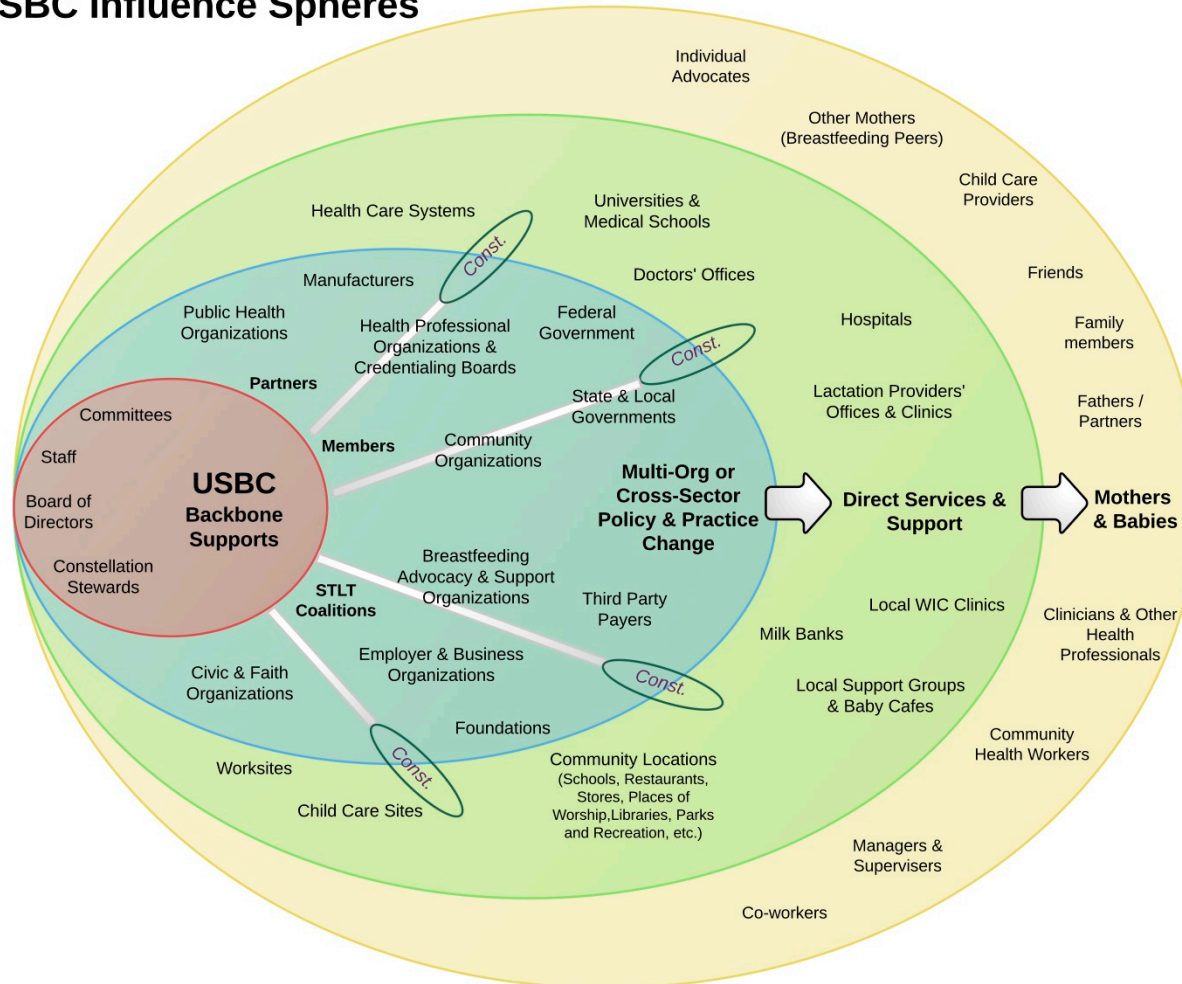 SBC Influence Spheres
Individual
Advocates
Other Mothers
(Breastfeeding Peers)
Child Care
Providers
Friends
Family
members
Fathers /
Partners
Mothers
& Babies
Clinicians & Other
Health
Professionals
Community
Health Workers
Managers &
Supervisers
Co-workers
Health Care Systems
Universities &
Medical Schools
Doctors' Offices
Hospitals
Lactation Providers'
Offices & Clinics
Direct Services &
Support
Local WIC Clinics
Milk Banks
Local Support Groups
& Baby Cafes
Community Locations
(Schools, Restaurants,
Stores, Places of
Worship,Libraries, Parks
and Recreation, etc.)
Worksites
Child Care Sites
Const.
Const.
Const.
Const.
Manufacturers
Public Health
Organizations
Health Professional
Organizations &
Credentialing Boards
Federal
Government
Partners
State & Local
Governments
Members
Community
Organizations
Multi-Org or
Cross-Sector
Policy & Practice
Change
Breastfeeding
Advocacy & Support
Organizations
STLT
Coalitions
Third Party
Payers
Employer & Business
Organizations
Civic & Faith
Organizations
Foundations
Committees
Staff
Board of
Directors
Constellation
Stewards
USBC
Backbone
Supports